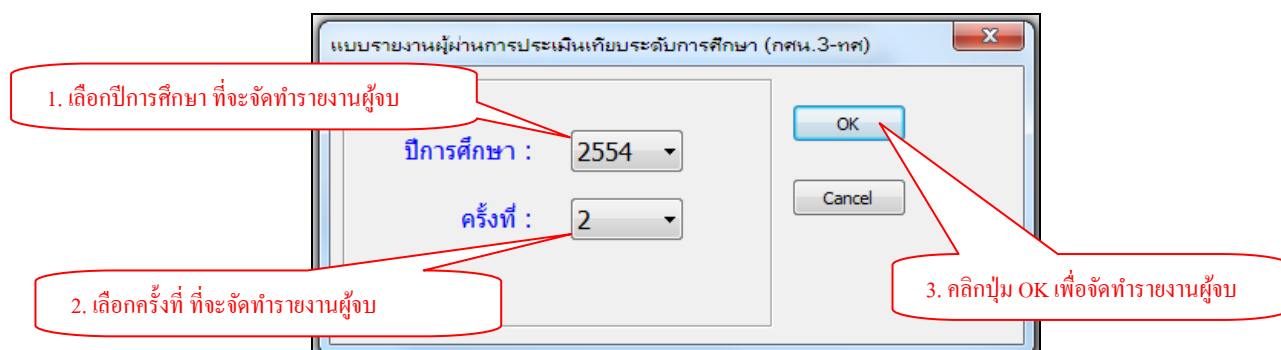 แบบรายงานผู้ผ่านการประเมินเทียบระดับการศึกษา (กศน.3-ทศ)
1. เลือกปีการศึกษา ที่จะจัดทำรายงานผู้จบ
OK
ปีการศึกษา : 2554
Cancel
ครั้งที่ : 2
3. คลิกปุ่ม OK เพื่อจัดทำรายงานผู้จบ
2. เลือกครั้งที่ ที่จะจัดทำรายงานผู้จบ